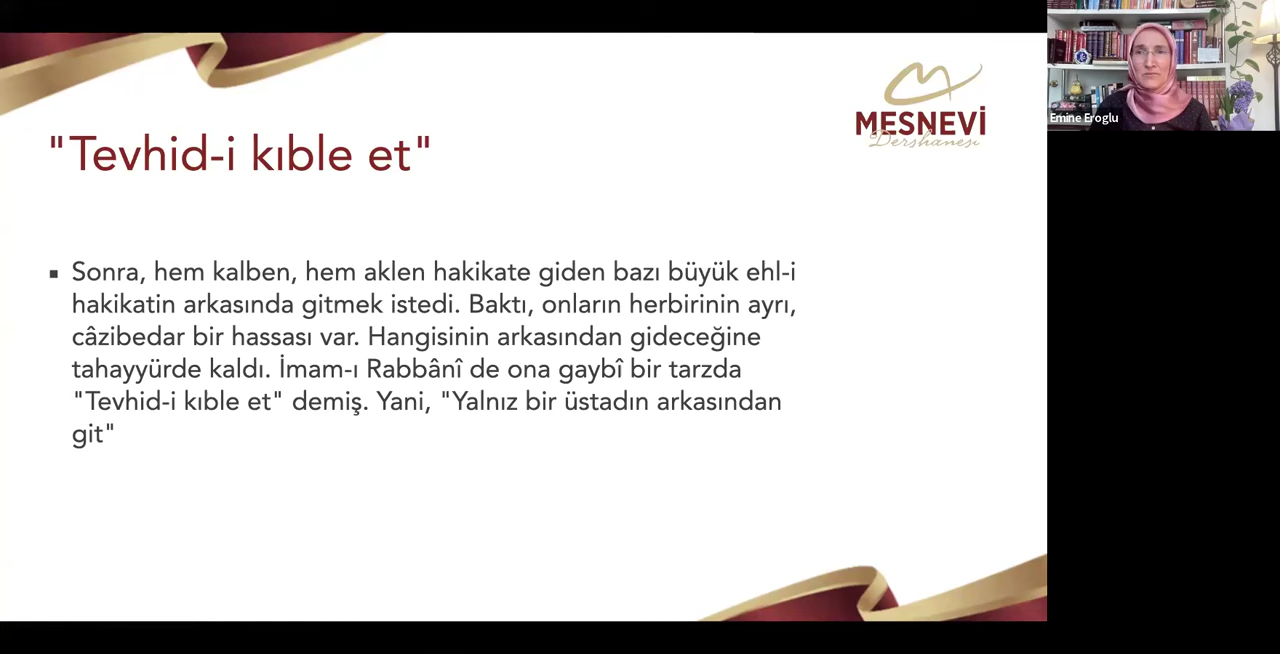 Emine Eroglu
MESNEVİ
Dershanesi
"Tevhid-i kıble et"
▪ Sonra, hem kalben, hem aklen hakikate giden bazı büyük ehl-i
hakikatin arkasında gitmek istedi. Baktı, onların herbirinin ayrı,
câzibedar bir hassası var. Hangisinin arkasından gideceğine
tahayyürde kaldı. İmam-ı Rabbânî de ona gaybî bir tarzda
"Tevhid-i kıble et" demiş. Yani, "Yalnız bir üstadın arkasından
git"